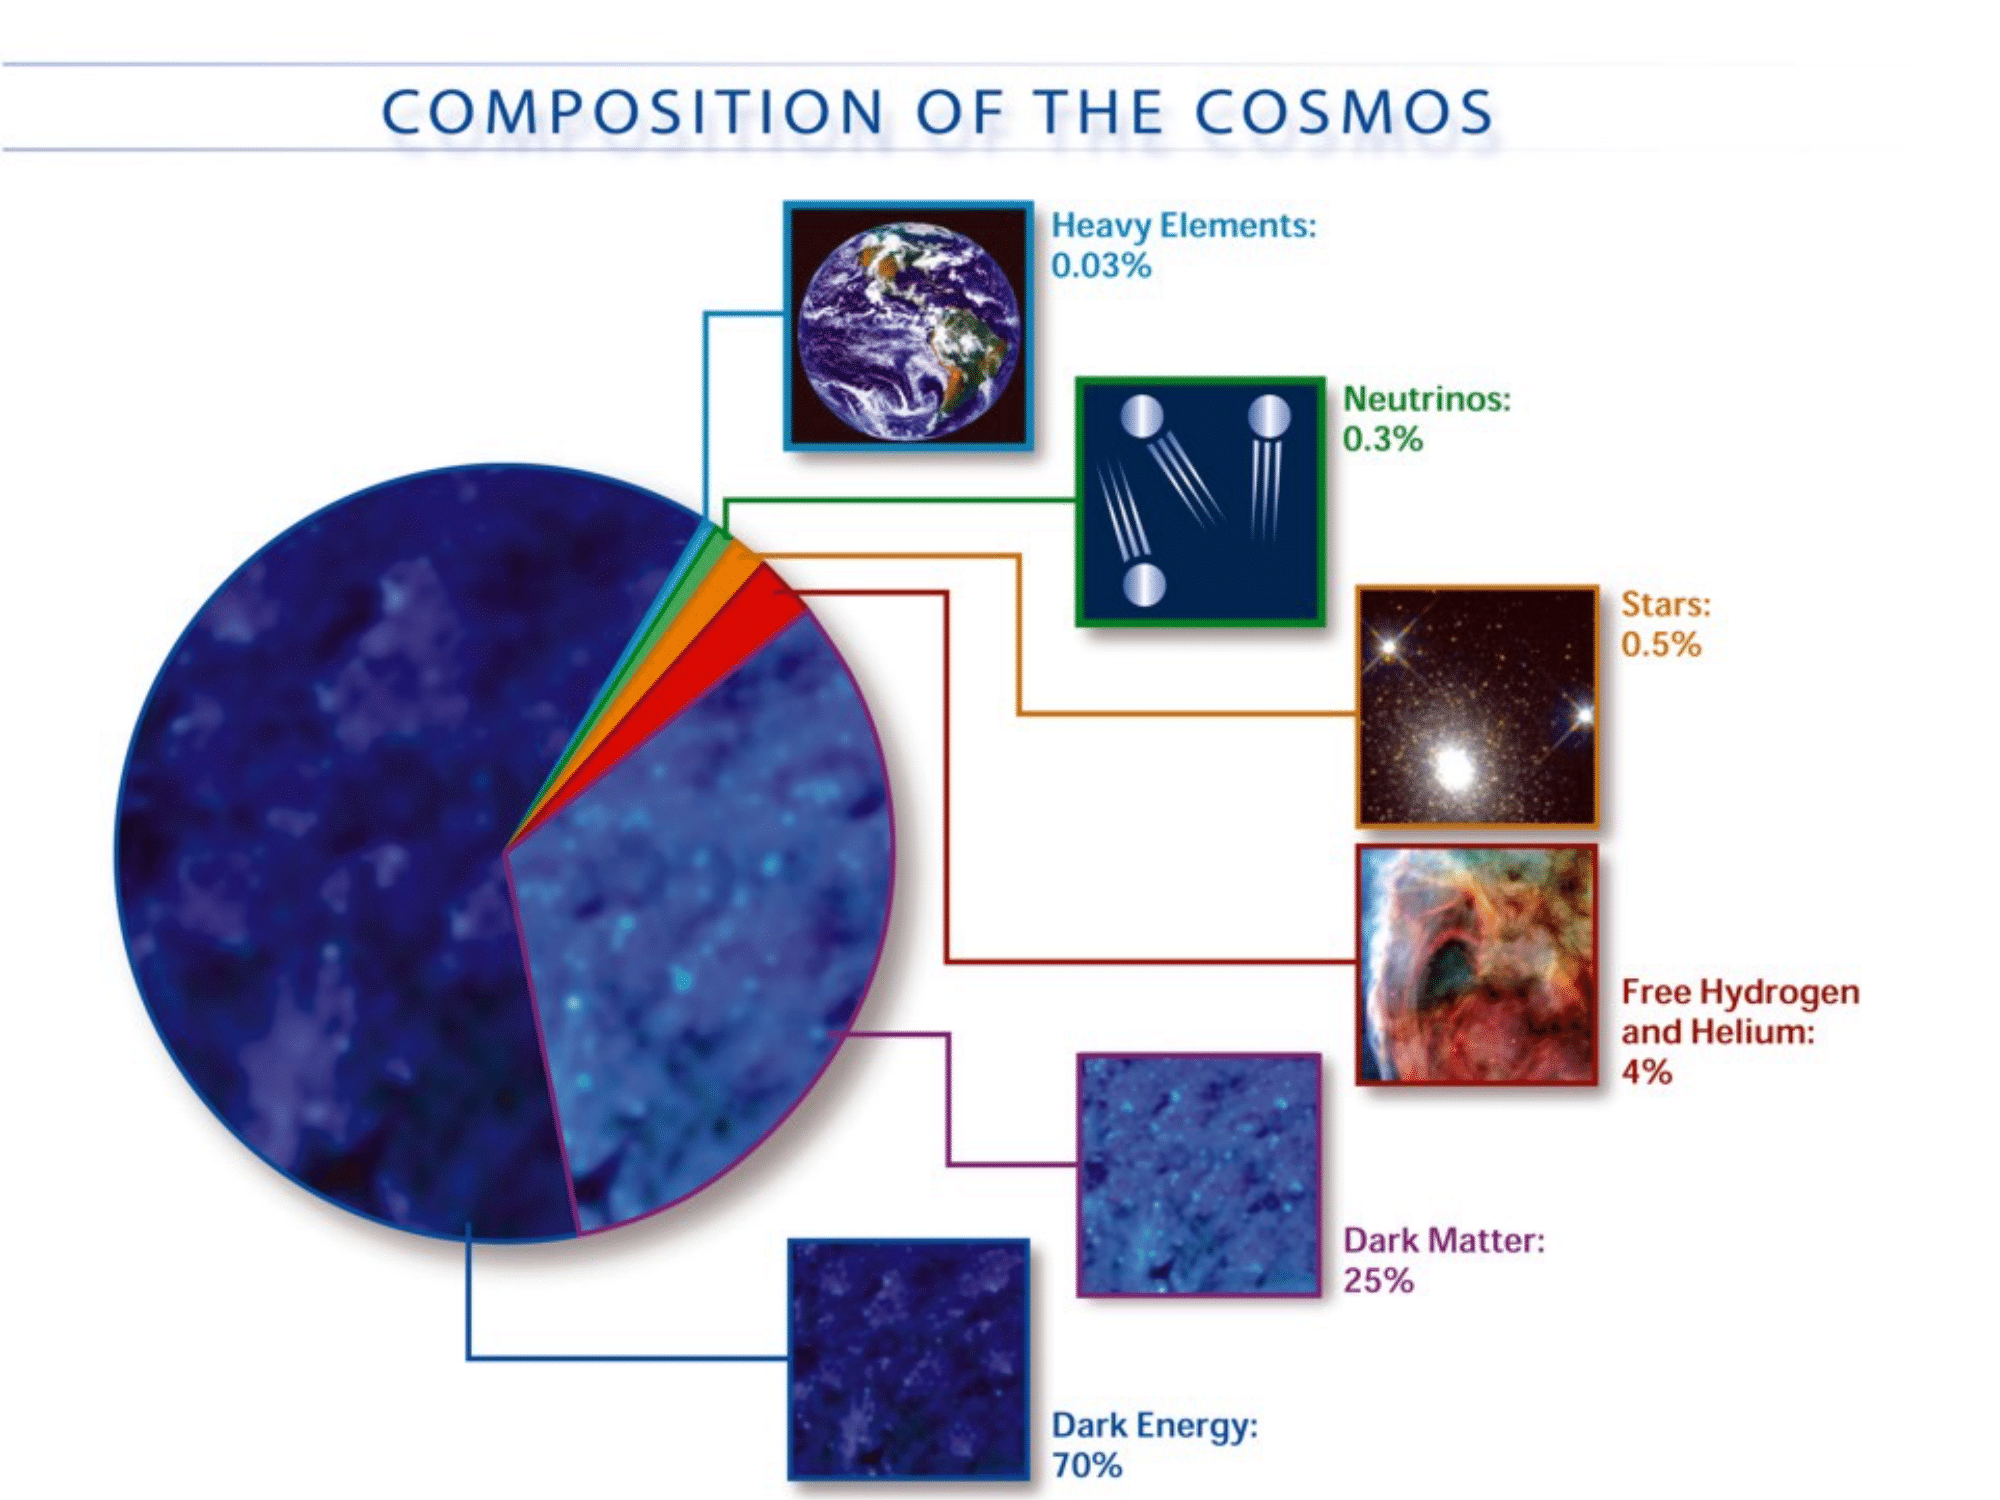 COMPOSITION OF THE COSMOS
Heavy Elements:
0.03%
Neutrinos:
0.3%
Stars:
0.5%
Free Hydrogen
and Helium:
4%
Dark Matter:
25%
Dark Energy:
70%